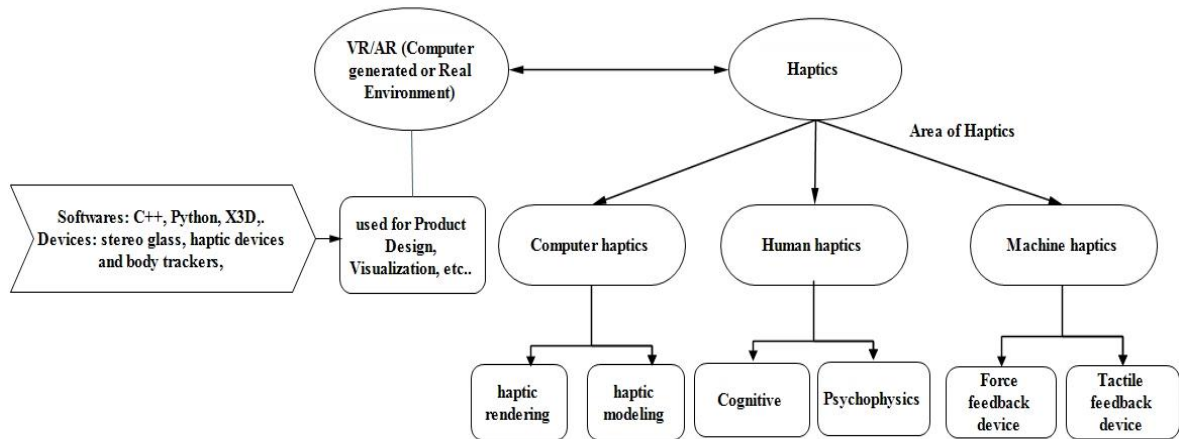 VR/AR (Computer
generated or Real
Environment)
Haptics
Area of Haptics
Softwares: C++, Python, X3D,.
Devices: stereo glass, haptic devices
and body trackers,
used for Product
Design,
Visualization, etc..
Computer haptics
Human haptics
Machine haptics
haptic
rendering
haptic
modeling
Cognitive
Psychophysics
Force
feedback
device
Tactile
feedback
device